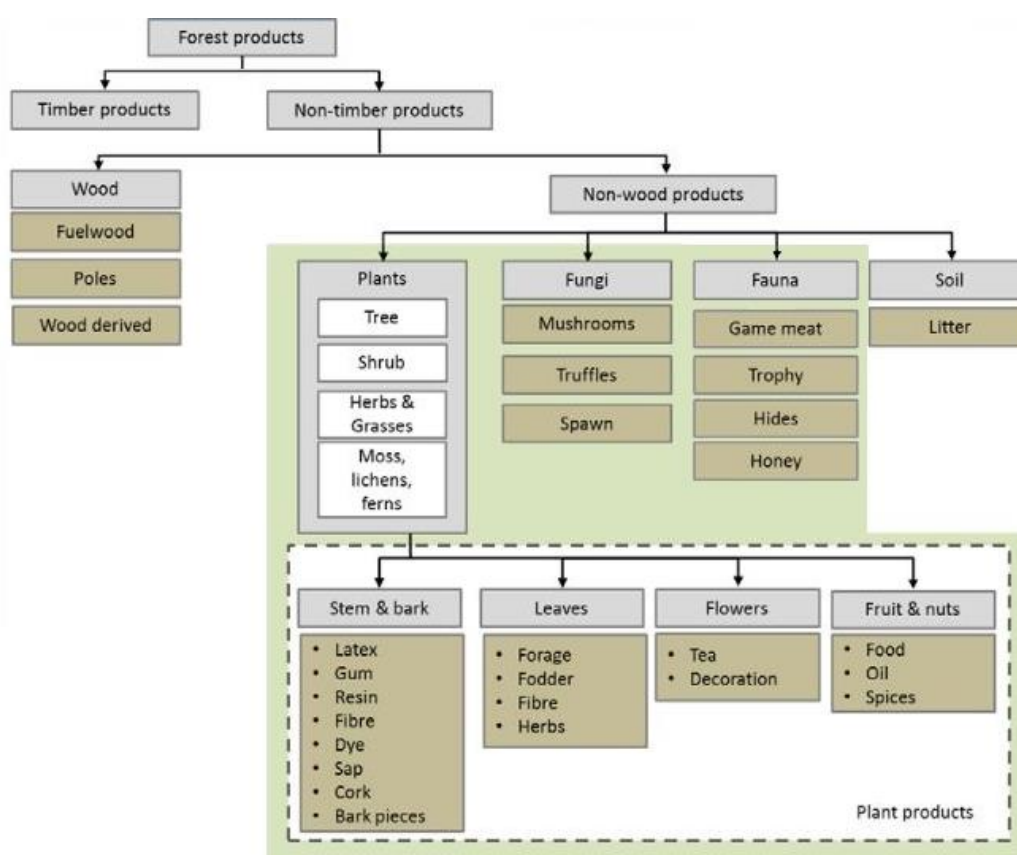 Forest products
Timber products
Non-timber products
Wood
Fuelwood
Poles
Wood derived
Non-wood products
Plants
Tree
Shrub
Herbs &
Grasses
Moss,
lichens,
ferns
Fungi
Mushrooms
Truffles
Spawn
Fauna
Game meat
Trophy
Hides
Honey
Soil
Litter
Stem & bark
• Latex
• Gum
• Resin
• Fibre
• Dye
• Sap
• Cork
• Bark pieces
Leaves
• Forage
• Fodder
• Fibre
• Herbs
Flowers
• Tea
• Decoration
Fruit & nuts
• Food
• Oil
• Spices
Plant products